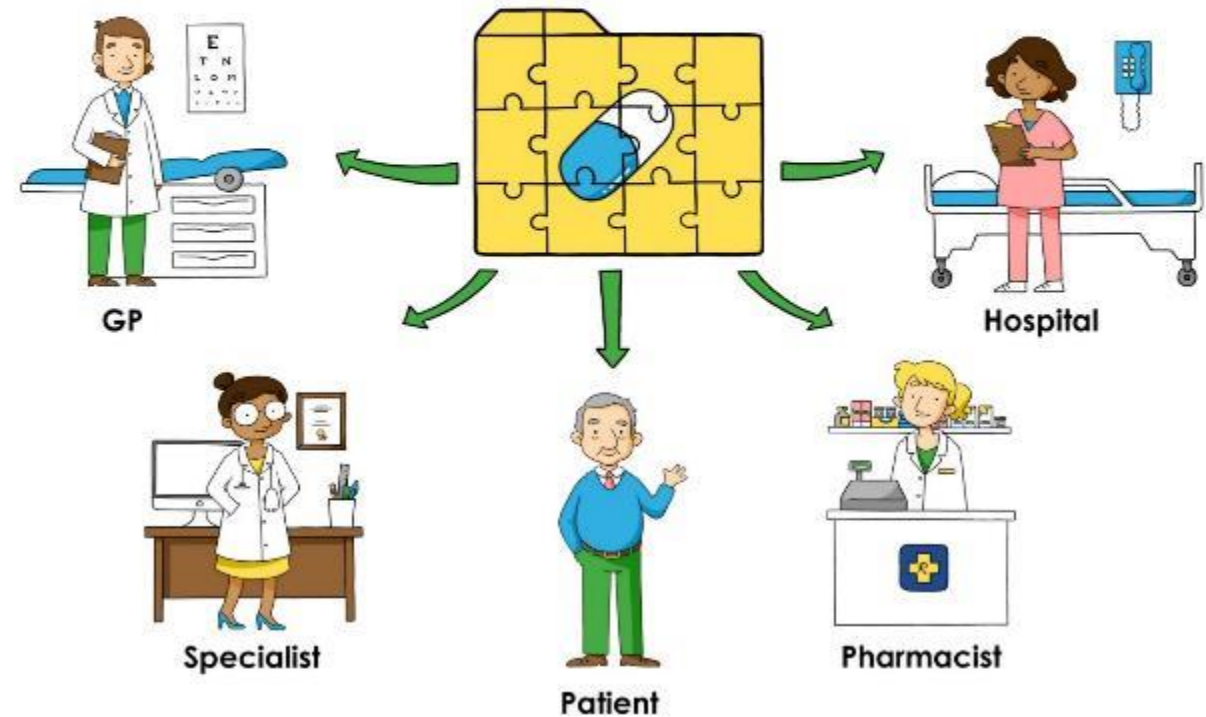 E
T N
L O M
GP
Hospital
Specialist
Patient
Pharmacist